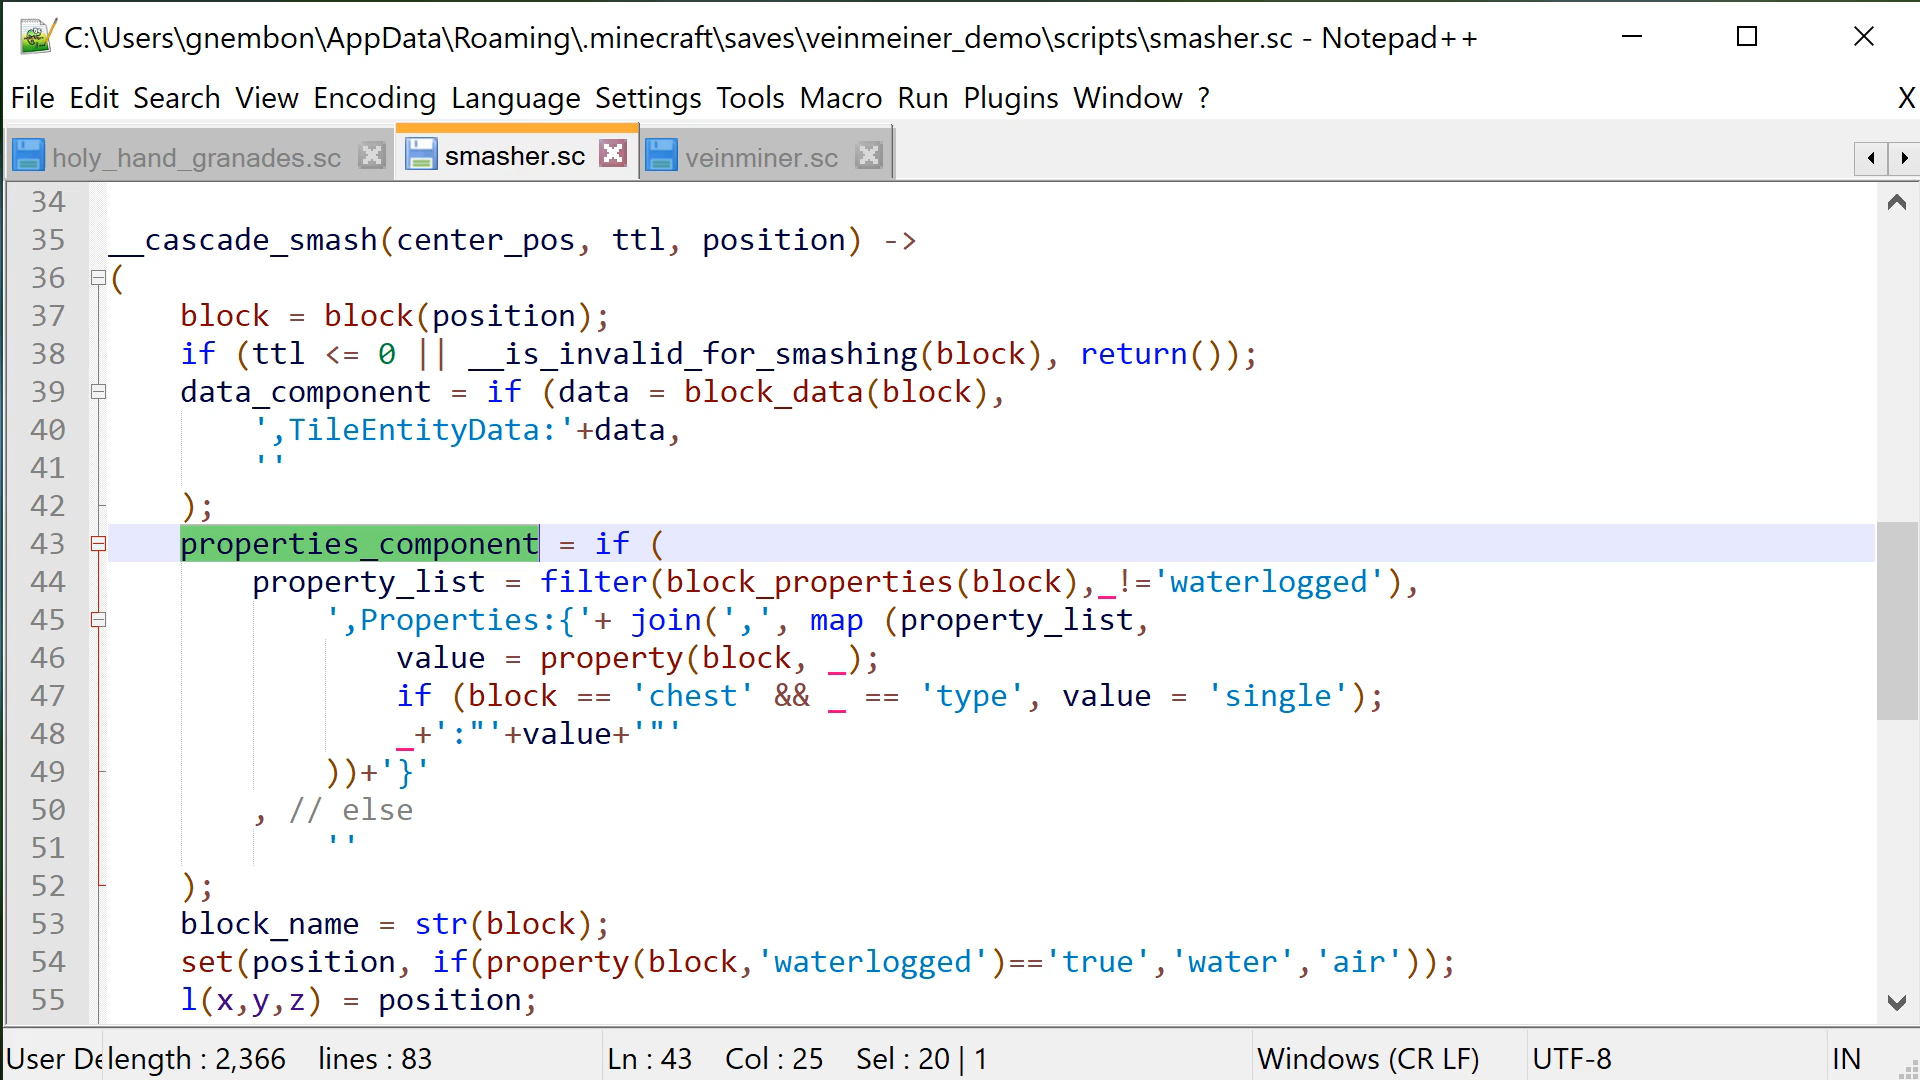 C:\Users\gnembon\AppData\Roaming\.minecraft\saves\veinmeiner_demo\scripts\smasher.sc - Notepad++
File Edit Search View Encoding Language Settings Tools Macro Run Plugins Window ? X
holy_hand_granades.sc smasher.sc veinminer.sc
34
35 __cascade_smash(center_pos, ttl, position) ->
36 (
37     block = block(position);
38     if (ttl <= 0 || __is_invalid_for_smashing(block), return());
39     data_component = if (data = block_data(block),
40         ',TileEntityData:'+data,
41         ''
42     );
43     properties_component = if (
44         property_list = filter(block_properties(block),_!='waterlogged'),
45             ',Properties:{'+ join(',', map (property_list,
46                 value = property(block, _);
47                 if (block == 'chest' && _ == 'type', value = 'single');
48                 _+':"'+value+'"'
49             ))+'}'
50         , // else
51             ''
52     );
53     block_name = str(block);
54     set(position, if(property(block,'waterlogged')=='true','water','air'));
55     l(x,y,z) = position;
User De length : 2,366 lines : 83 Ln : 43 Col : 25 Sel : 20 | 1 Windows (CR LF) UTF-8 IN